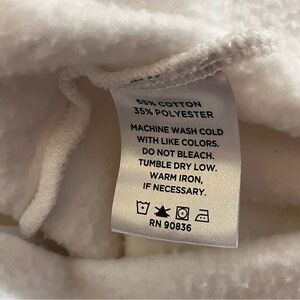 65% COTTON
35% POLYESTER
MACHINE WASH COLD
WITH LIKE COLORS.
DO NOT BLEACH.
TUMBLE DRY LOW.
WARM IRON,
IF NECESSARY.
RN 90836